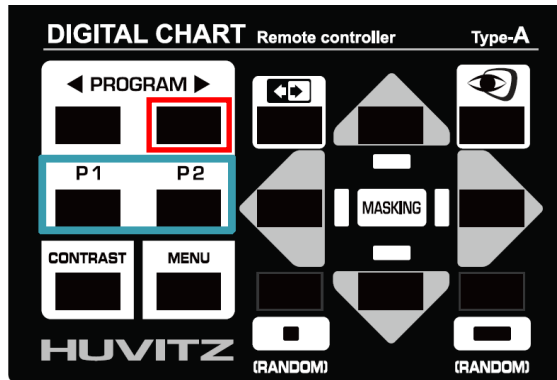 DIGITAL CHART Remote controller Type-A
◀ PROGRAM ▶
P1 P2
MASKING
CONTRAST MENU
HUVITZ
(RANDOM) (RANDOM)